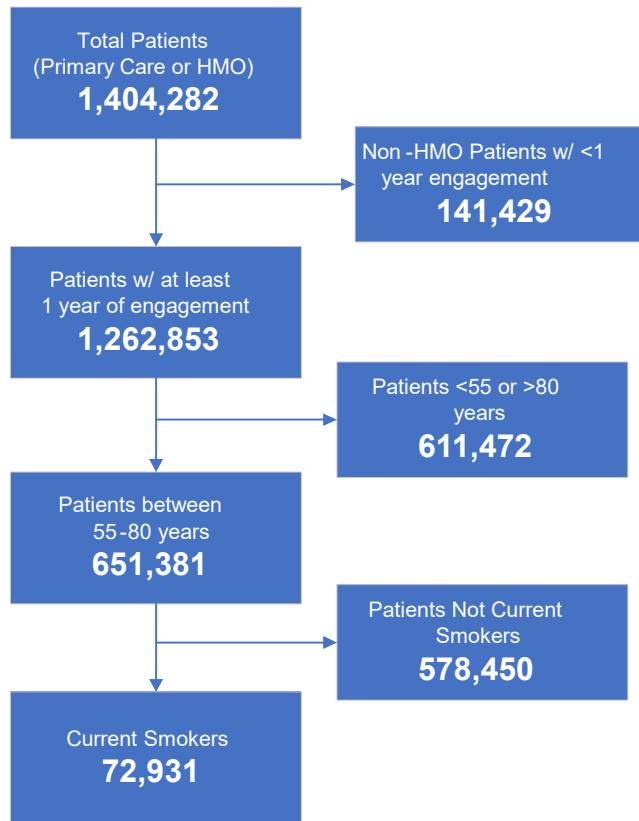 Total Patients
(Primary Care or HMO)
1,404,282
Non -HMO Patients w/ <1
year engagement
141,429
Patients w/ at least
1 year of engagement
1,262,853
Patients <55 or >80
years
611,472
Patients between
55-80 years
651,381
Patients Not Current
Smokers
578,450
Current Smokers
72,931